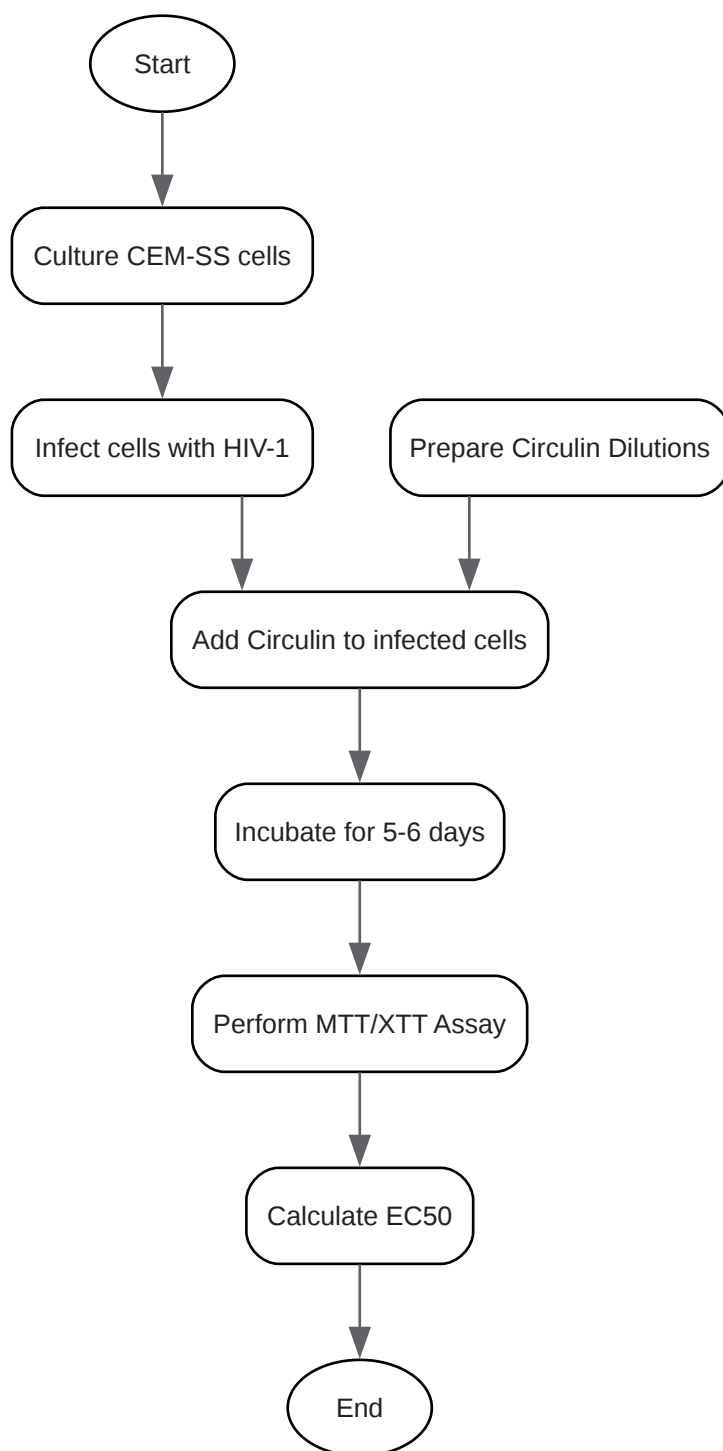 Start
Culture CEM-SS cells
Infect cells with HIV-1
Prepare Circulin Dilutions
Add Circulin to infected cells
Incubate for 5-6 days
Perform MTT/XTT Assay
Calculate EC50
End